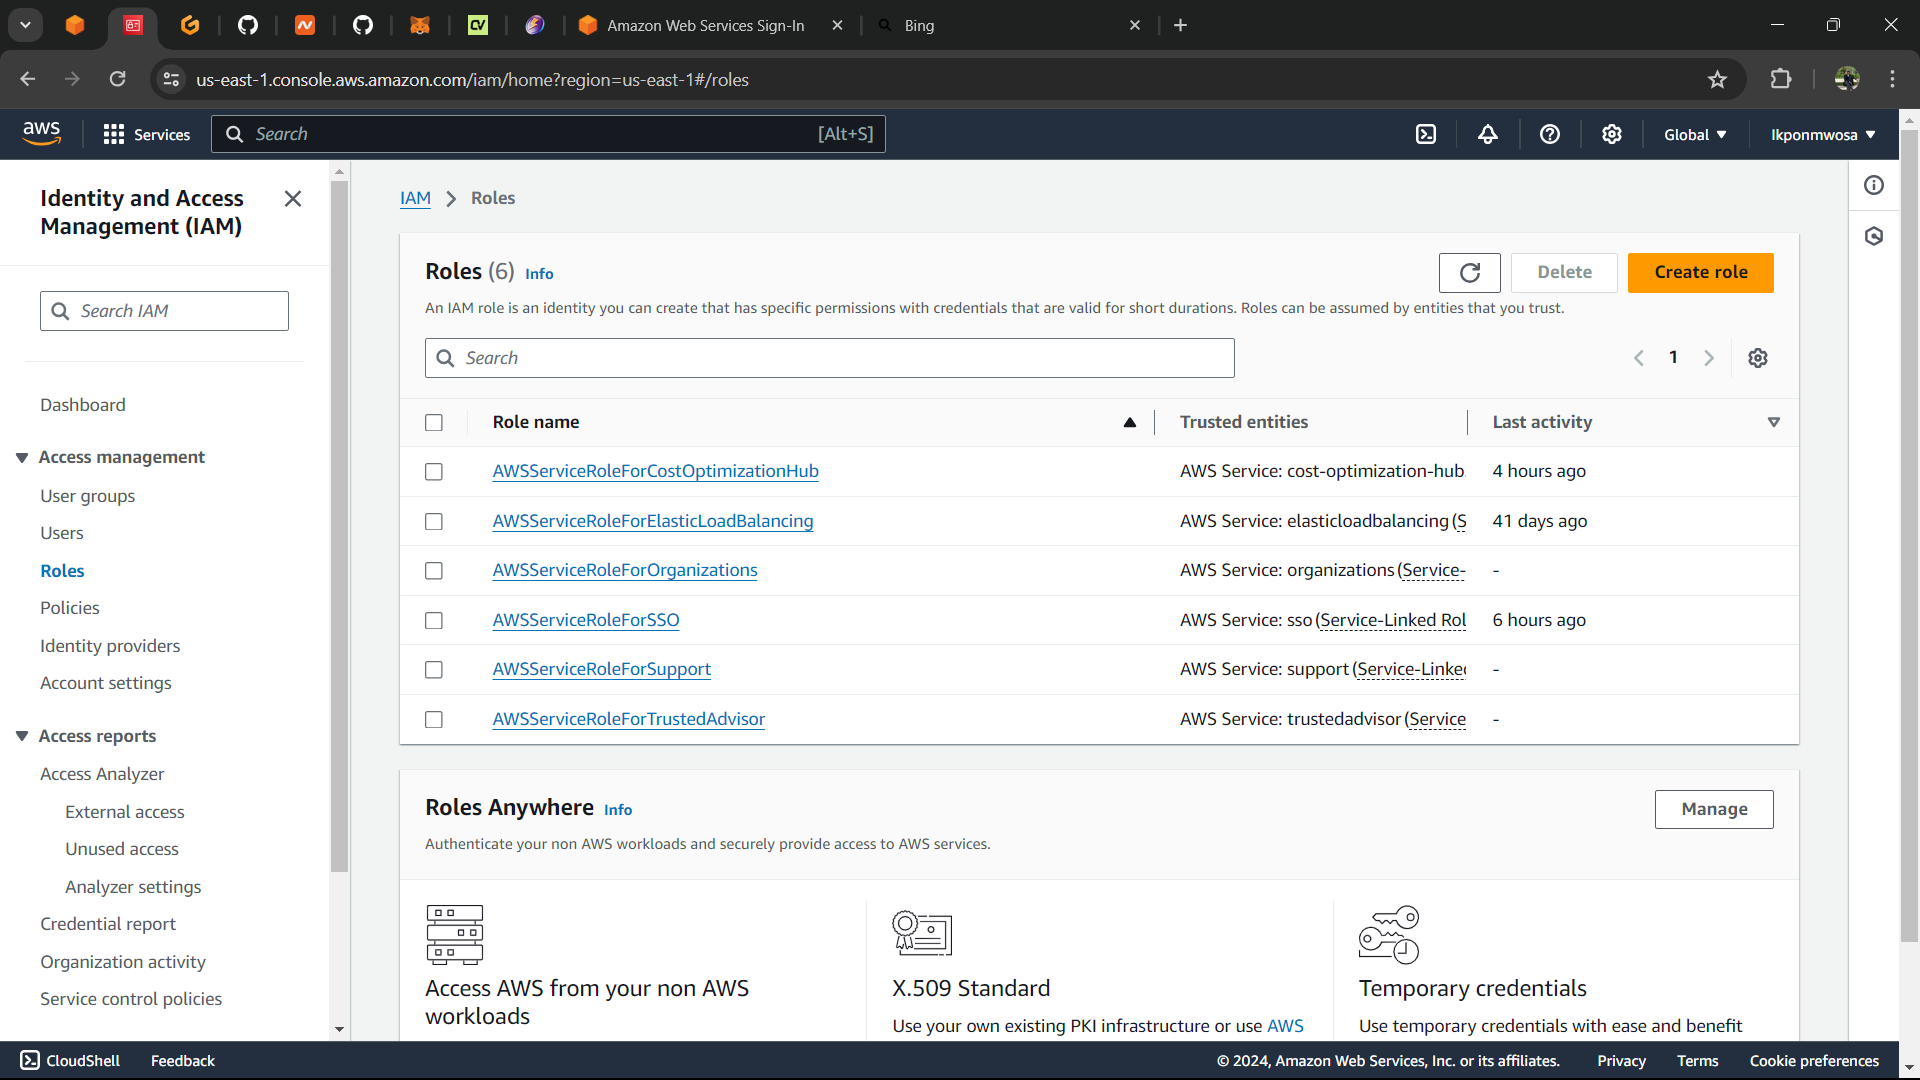 Amazon Web Services Sign-In
Bing
us-east-1.console.aws.amazon.com/iam/home?region=us-east-1#/roles
aws
Services
Search
[Alt+S]
Global
Ikponmwosa
Identity and Access
Management (IAM)
Search IAM
Dashboard
Access management
User groups
Users
Roles
Policies
Identity providers
Account settings
Access reports
Access Analyzer
External access
Unused access
Analyzer settings
Credential report
Organization activity
Service control policies
IAM
Roles
Roles (6) Info
Delete
Create role
An IAM role is an identity you can create that has specific permissions with credentials that are valid for short durations. Roles can be assumed by entities that you trust.
Search
1
Role name
Trusted entities
Last activity
AWSServiceRoleForCostOptimizationHub
AWS Service: cost-optimization-hub.
4 hours ago
AWSServiceRoleForElasticLoadBalancing
AWS Service: elasticloadbalancing (S
41 days ago
AWSServiceRoleForOrganizations
AWS Service: organizations (Service-
-
AWSServiceRoleForSSO
AWS Service: sso (Service-Linked Rol
6 hours ago
AWSServiceRoleForSupport
AWS Service: support (Service-Linked
-
AWSServiceRoleForTrustedAdvisor
AWS Service: trustedadvisor (Service
-
Roles Anywhere Info
Manage
Authenticate your non AWS workloads and securely provide access to AWS services.
Access AWS from your non AWS
workloads
X.509 Standard
Use your own existing PKI infrastructure or use AWS
Temporary credentials
Use temporary credentials with ease and benefit
CloudShell
Feedback
© 2024, Amazon Web Services, Inc. or its affiliates.
Privacy
Terms
Cookie preferences